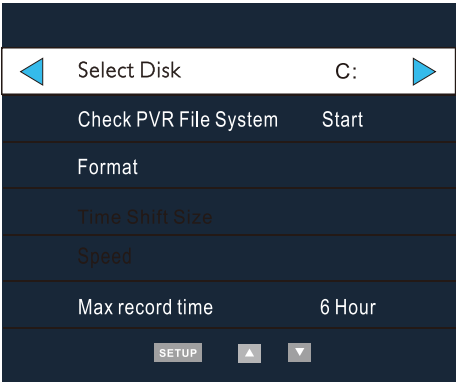 Select Disk C:
Check PVR File System Start
Format
Time Shift Size
Speed
Max record time 6 Hour
SETUP